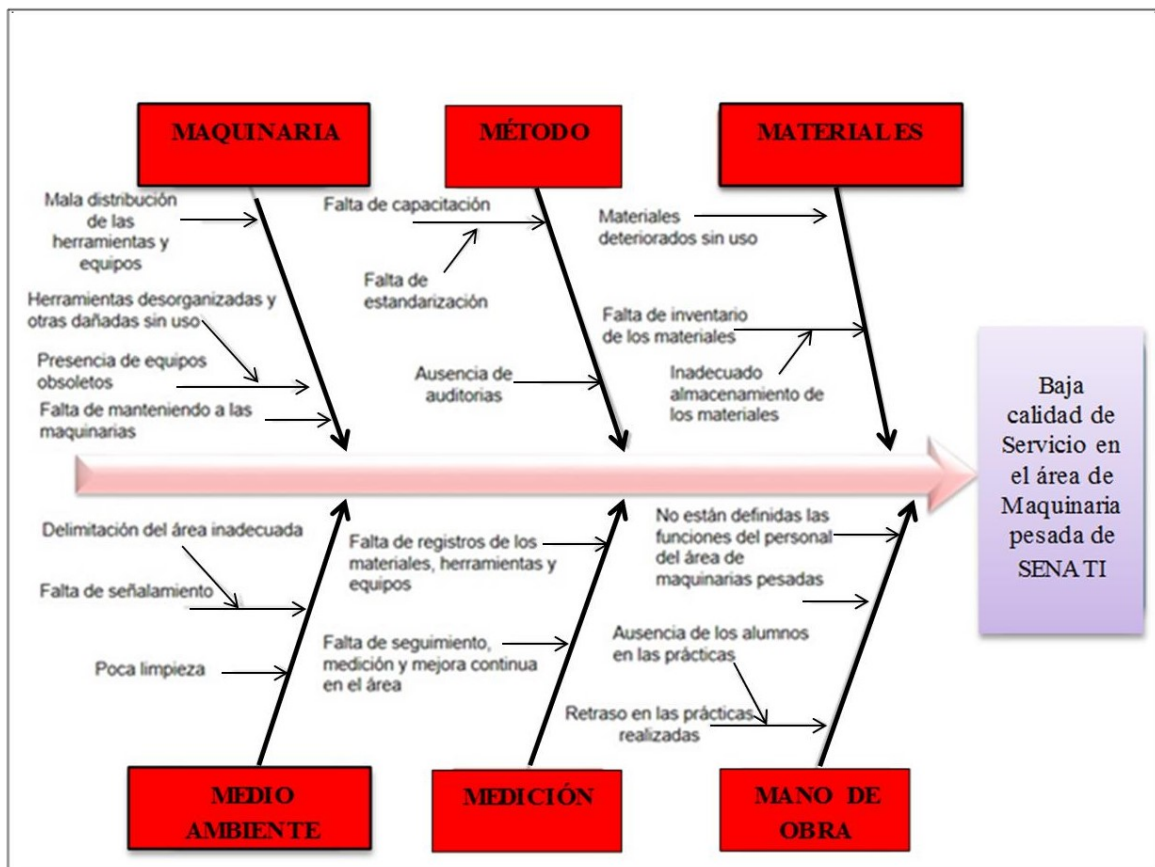 MAQUINARIA
MÉTODO
MATERIALES
Mala distribución
de las
herramientas y
equipos
Herramientas desorganizadas y
otras dañadas sin uso
Presencia de equipos
obsoletos
Falta de manteniendo a las
maquinarias
Falta de capacitación
Falta de
estandarización
Ausencia de
auditorias
Materiales
deteriorados sin uso
Falta de inventario
de los materiales
Inadecuado
almacenamiento de
los materiales
Baja
calidad de
Servicio en
el área de
Maquinaria
pesada de
SENATI
Delimitación del área inadecuada
Falta de señalamiento
Poca limpieza
Falta de registros de los
materiales, herramientas y
equipos
Falta de seguimiento,
medición y mejora continua
en el área
No están definidas las
funciones del personal
del área de
maquinarias pesadas
Ausencia de los alumnos
en las prácticas
Retraso en las prácticas
realizadas
MEDIO
AMBIENTE
MEDICIÓN
MANO DE
OBRA